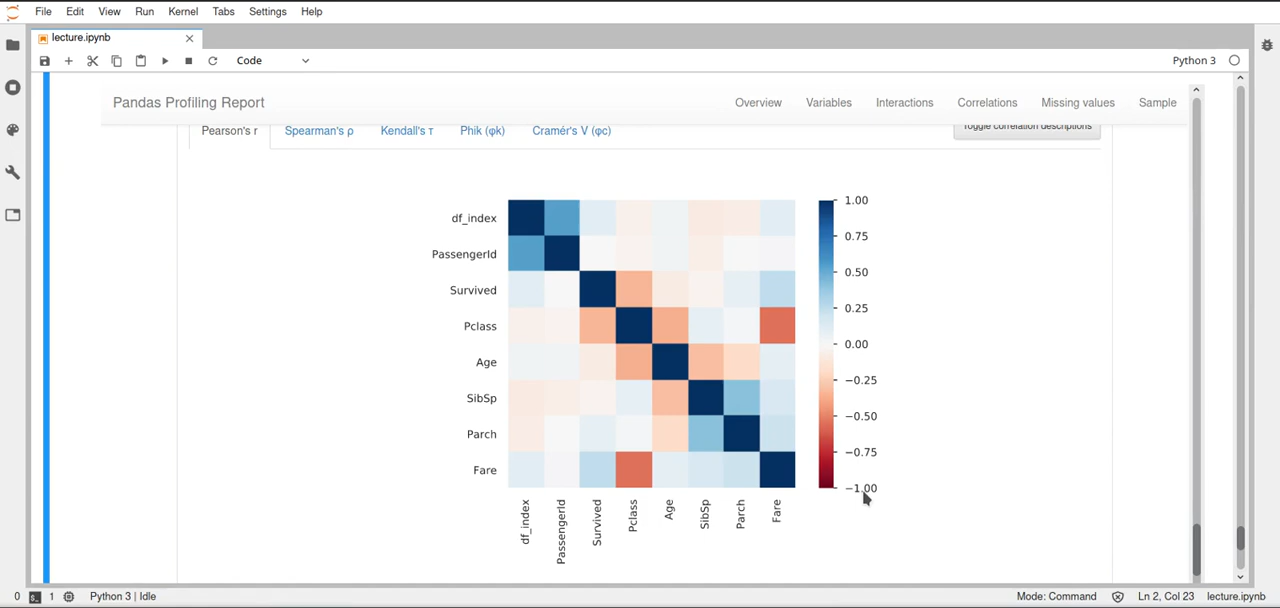 File Edit View Run Kernel Tabs Settings Help
lecture.ipynb
Code Python 3
Pandas Profiling Report Overview Variables Interactions Correlations Missing values Sample
Pearson's r Spearman's ρ Kendall's τ Phik (φk) Cramér's V (φc) Toggle correlation descriptions
df_index
PassengerId
Survived
Pclass
Age
SibSp
Parch
Fare
df_index
PassengerId
Survived
Pclass
Age
SibSp
Parch
Fare
1.00
0.75
0.50
0.25
0.00
−0.25
−0.50
−0.75
−1.00
0 1 Python 3 | Idle Mode: Command Ln 2, Col 23 lecture.ipynb